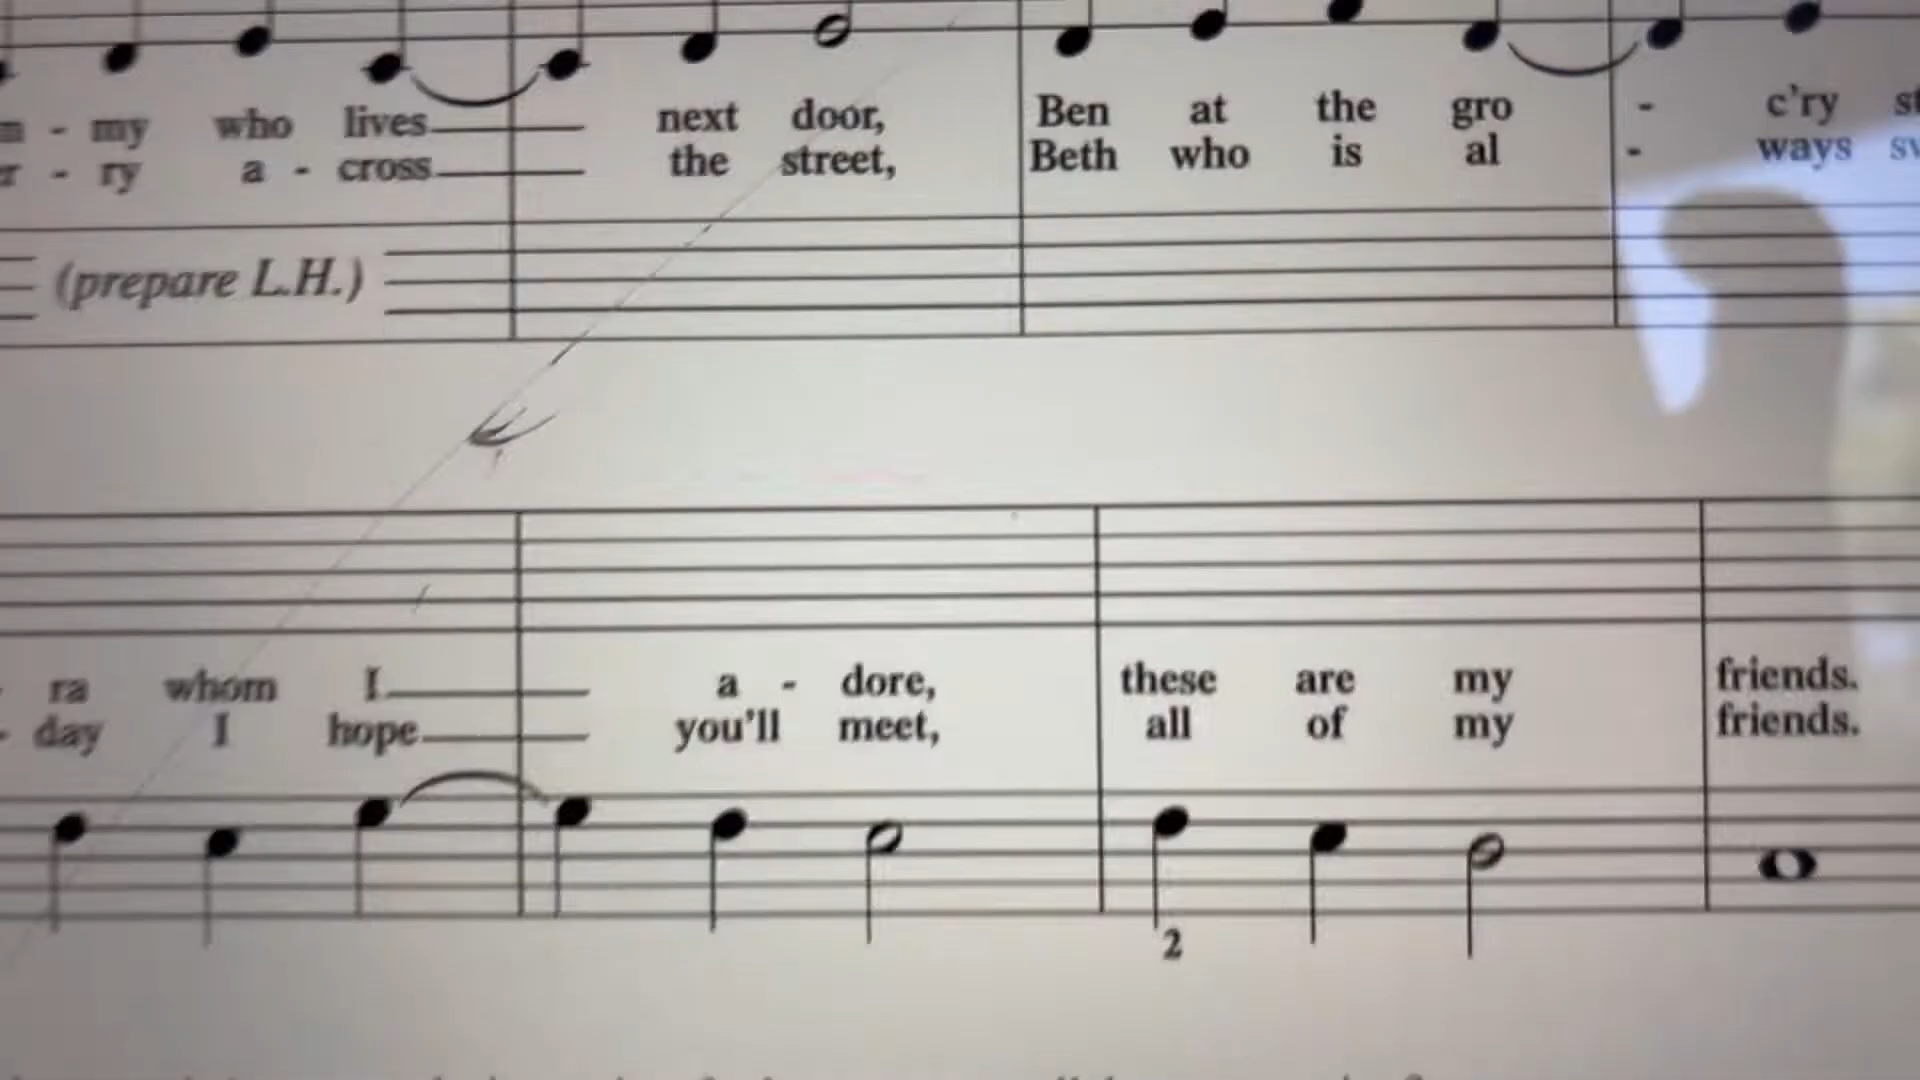 my who lives next door, Ben at the gro - c'ry
ry a - cross the street, Beth who is al - ways
(prepare L.H.)
ra whom I a - dore, these are my friends.
- day I hope you'll meet, all of my friends.
2